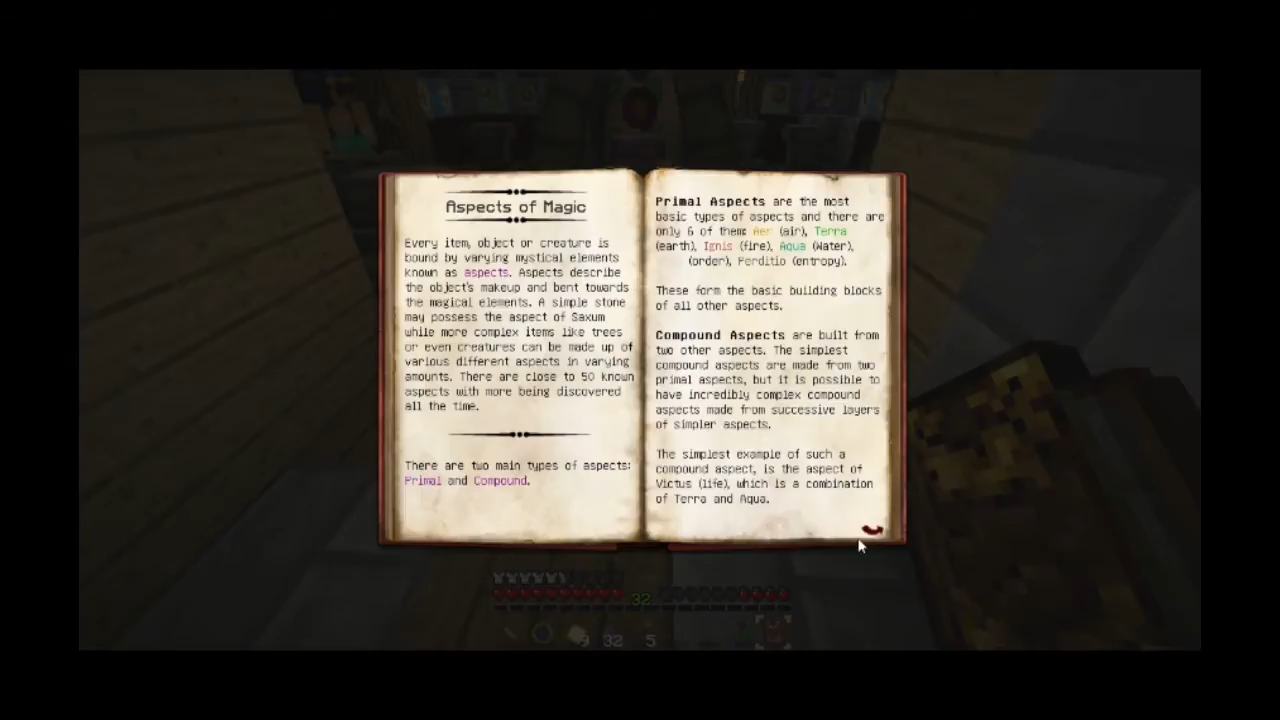 Aspects of Magic
Every item, object or creature is
bound by varying mystical elements
known as aspects. Aspects describe
the object's makeup and bent towards
the magical elements. A simple stone
may possess the aspect of Saxum
while more complex items like trees
or even creatures can be made up of
various different aspects in varying
amounts. There are close to 50 known
aspects with more being discovered
all the time.
There are two main types of aspects:
Primal and Compound.
Primal Aspects are the most
basic types of aspects and there are
only 6 of them: Aer (air), Terra
(earth), Ignis (fire), Aqua (Water),
(order), Perditio (entropy).
These form the basic building blocks
of all other aspects.
Compound Aspects are built from
two other aspects. The simplest
compound aspects are made from two
primal aspects, but it is possible to
have incredibly complex compound
aspects made from successive layers
of simpler aspects.
The simplest example of such a
compound aspect, is the aspect of
Victus (life), which is a combination
of Terra and Aqua.
32
9 32 5